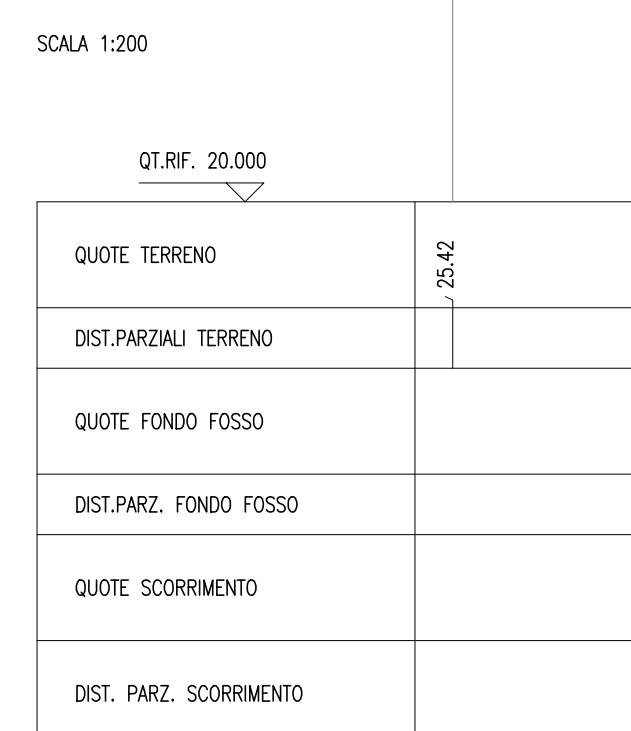 SCALA 1:200
QT.RIF. 20.000
QUOTE TERRENO
25.42
DIST.PARZIALI TERRENO
QUOTE FONDO FOSSO
DIST.PARZ. FONDO FOSSO
QUOTE SCORRIMENTO
DIST. PARZ. SCORRIMENTO